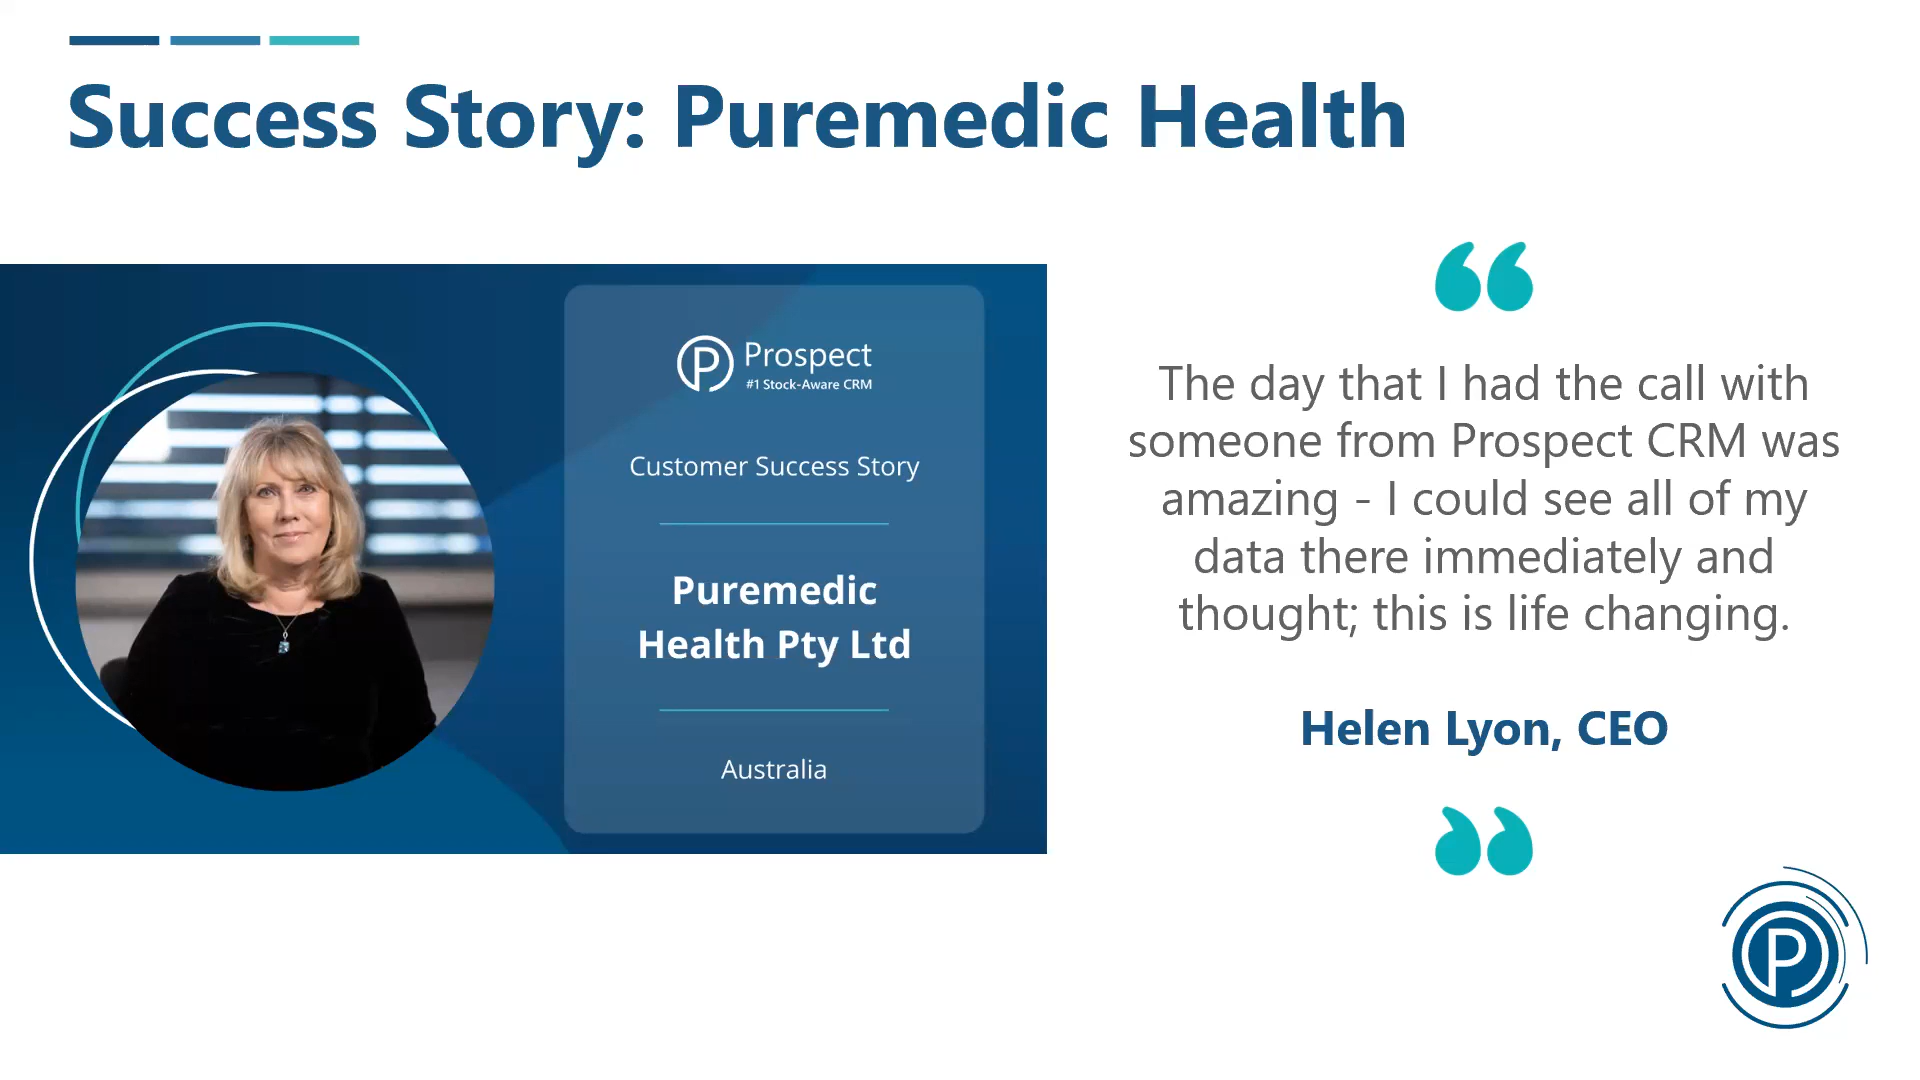 Success Story: Puremedic Health
Prospect
#1 Stock-Aware CRM
Customer Success Story
Puremedic
Health Pty Ltd
Australia
The day that I had the call with
someone from Prospect CRM was
amazing - I could see all of my
data there immediately and
thought; this is life changing.
Helen Lyon, CEO